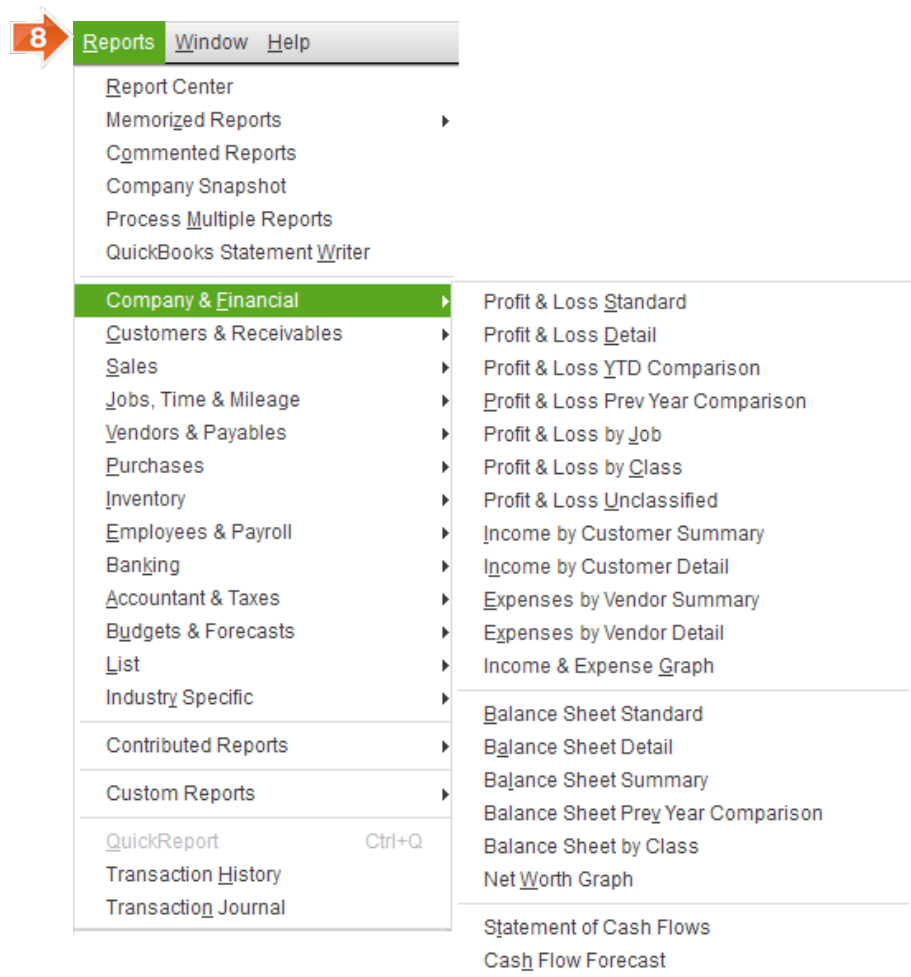 8
Reports Window Help
Report Center
Memorized Reports
Commented Reports
Company Snapshot
Process Multiple Reports
QuickBooks Statement Writer
Company & Financial
Customers & Receivables
Sales
Jobs, Time & Mileage
Vendors & Payables
Purchases
Inventory
Employees & Payroll
Banking
Accountant & Taxes
Budgets & Forecasts
List
Industry Specific
Contributed Reports
Custom Reports
QuickReport Ctrl+Q
Transaction History
Transaction Journal
Profit & Loss Standard
Profit & Loss Detail
Profit & Loss YTD Comparison
Profit & Loss Prev Year Comparison
Profit & Loss by Job
Profit & Loss by Class
Profit & Loss Unclassified
Income by Customer Summary
Income by Customer Detail
Expenses by Vendor Summary
Expenses by Vendor Detail
Income & Expense Graph
Balance Sheet Standard
Balance Sheet Detail
Balance Sheet Summary
Balance Sheet Prev Year Comparison
Balance Sheet by Class
Net Worth Graph
Statement of Cash Flows
Cash Flow Forecast